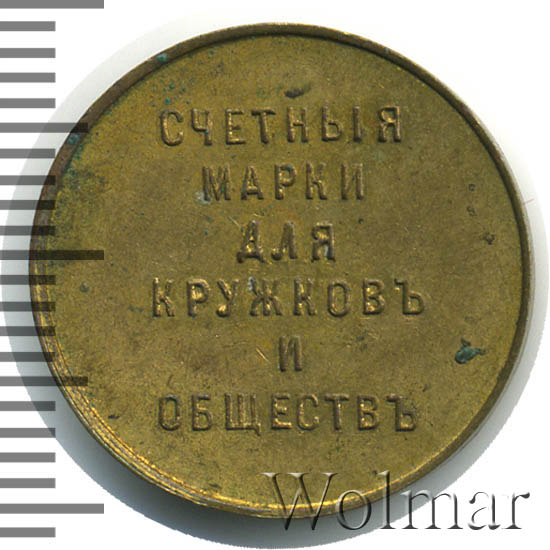 СЧЕТНЫЯ
МАРКИ
ДЛЯ
КРУЖКОВЪ
И
ОБЩЕСТВЪ
Wolmar